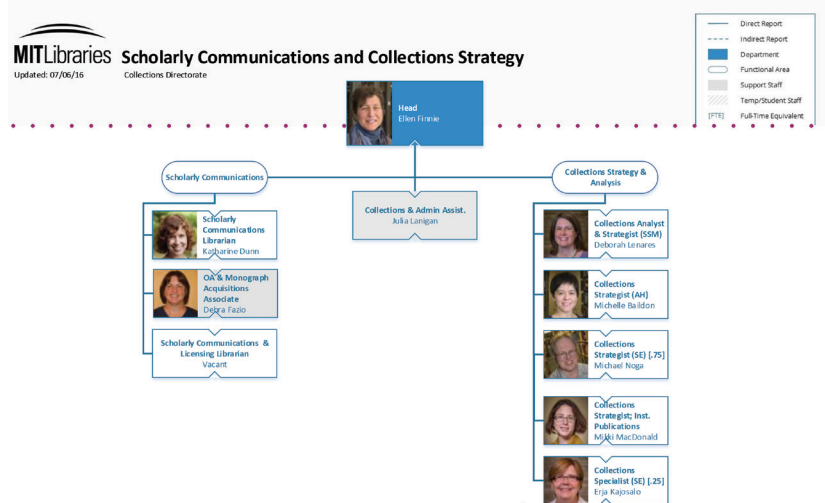 MITLibraries Scholarly Communications and Collections Strategy
Updated: 07/06/16 Collections Directorate
Direct Report
Indirect Report
Department
Functional Area
Support Staff
Temp/Student Staff
[FTE] Full-Time Equivalent
Head
Ellen Finnie
Scholarly Communications
Scholarly
Communications
Librarian
Katharine Dunn
OA & Monograph
Acquisitions
Associate
Debra Fazio
Scholarly Communications &
Licensing Librarian
Vacant
Collections & Admin Assist.
Julia Lanigan
Collections Strategy &
Analysis
Collections Analyst
& Strategist (SSM)
Deborah Lenares
Collections
Strategist (AH)
Michelle Baildon
Collections
Strategist (SE) [.75]
Michael Noga
Collections
Strategist; Inst.
Publications
Mikki MacDonald
Collections
Specialist (SE) [.25]
Erja Kajosalo